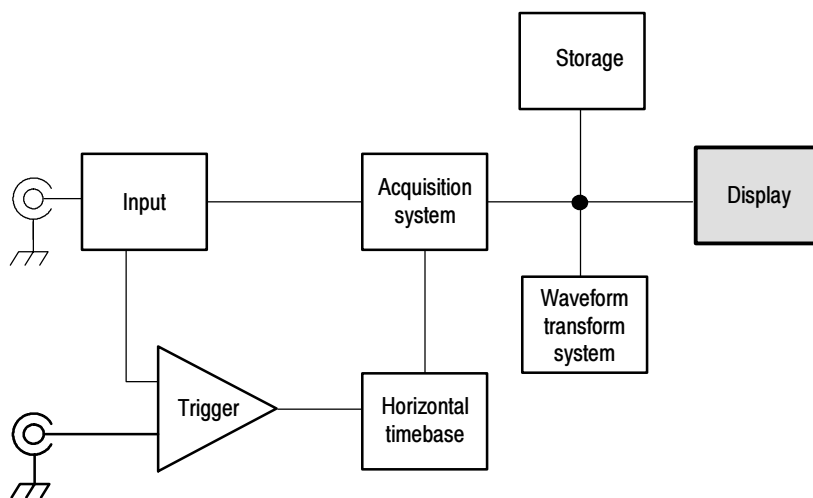 Storage
Input
Acquisition
system
Display
Waveform
transform
system
Trigger
Horizontal
timebase